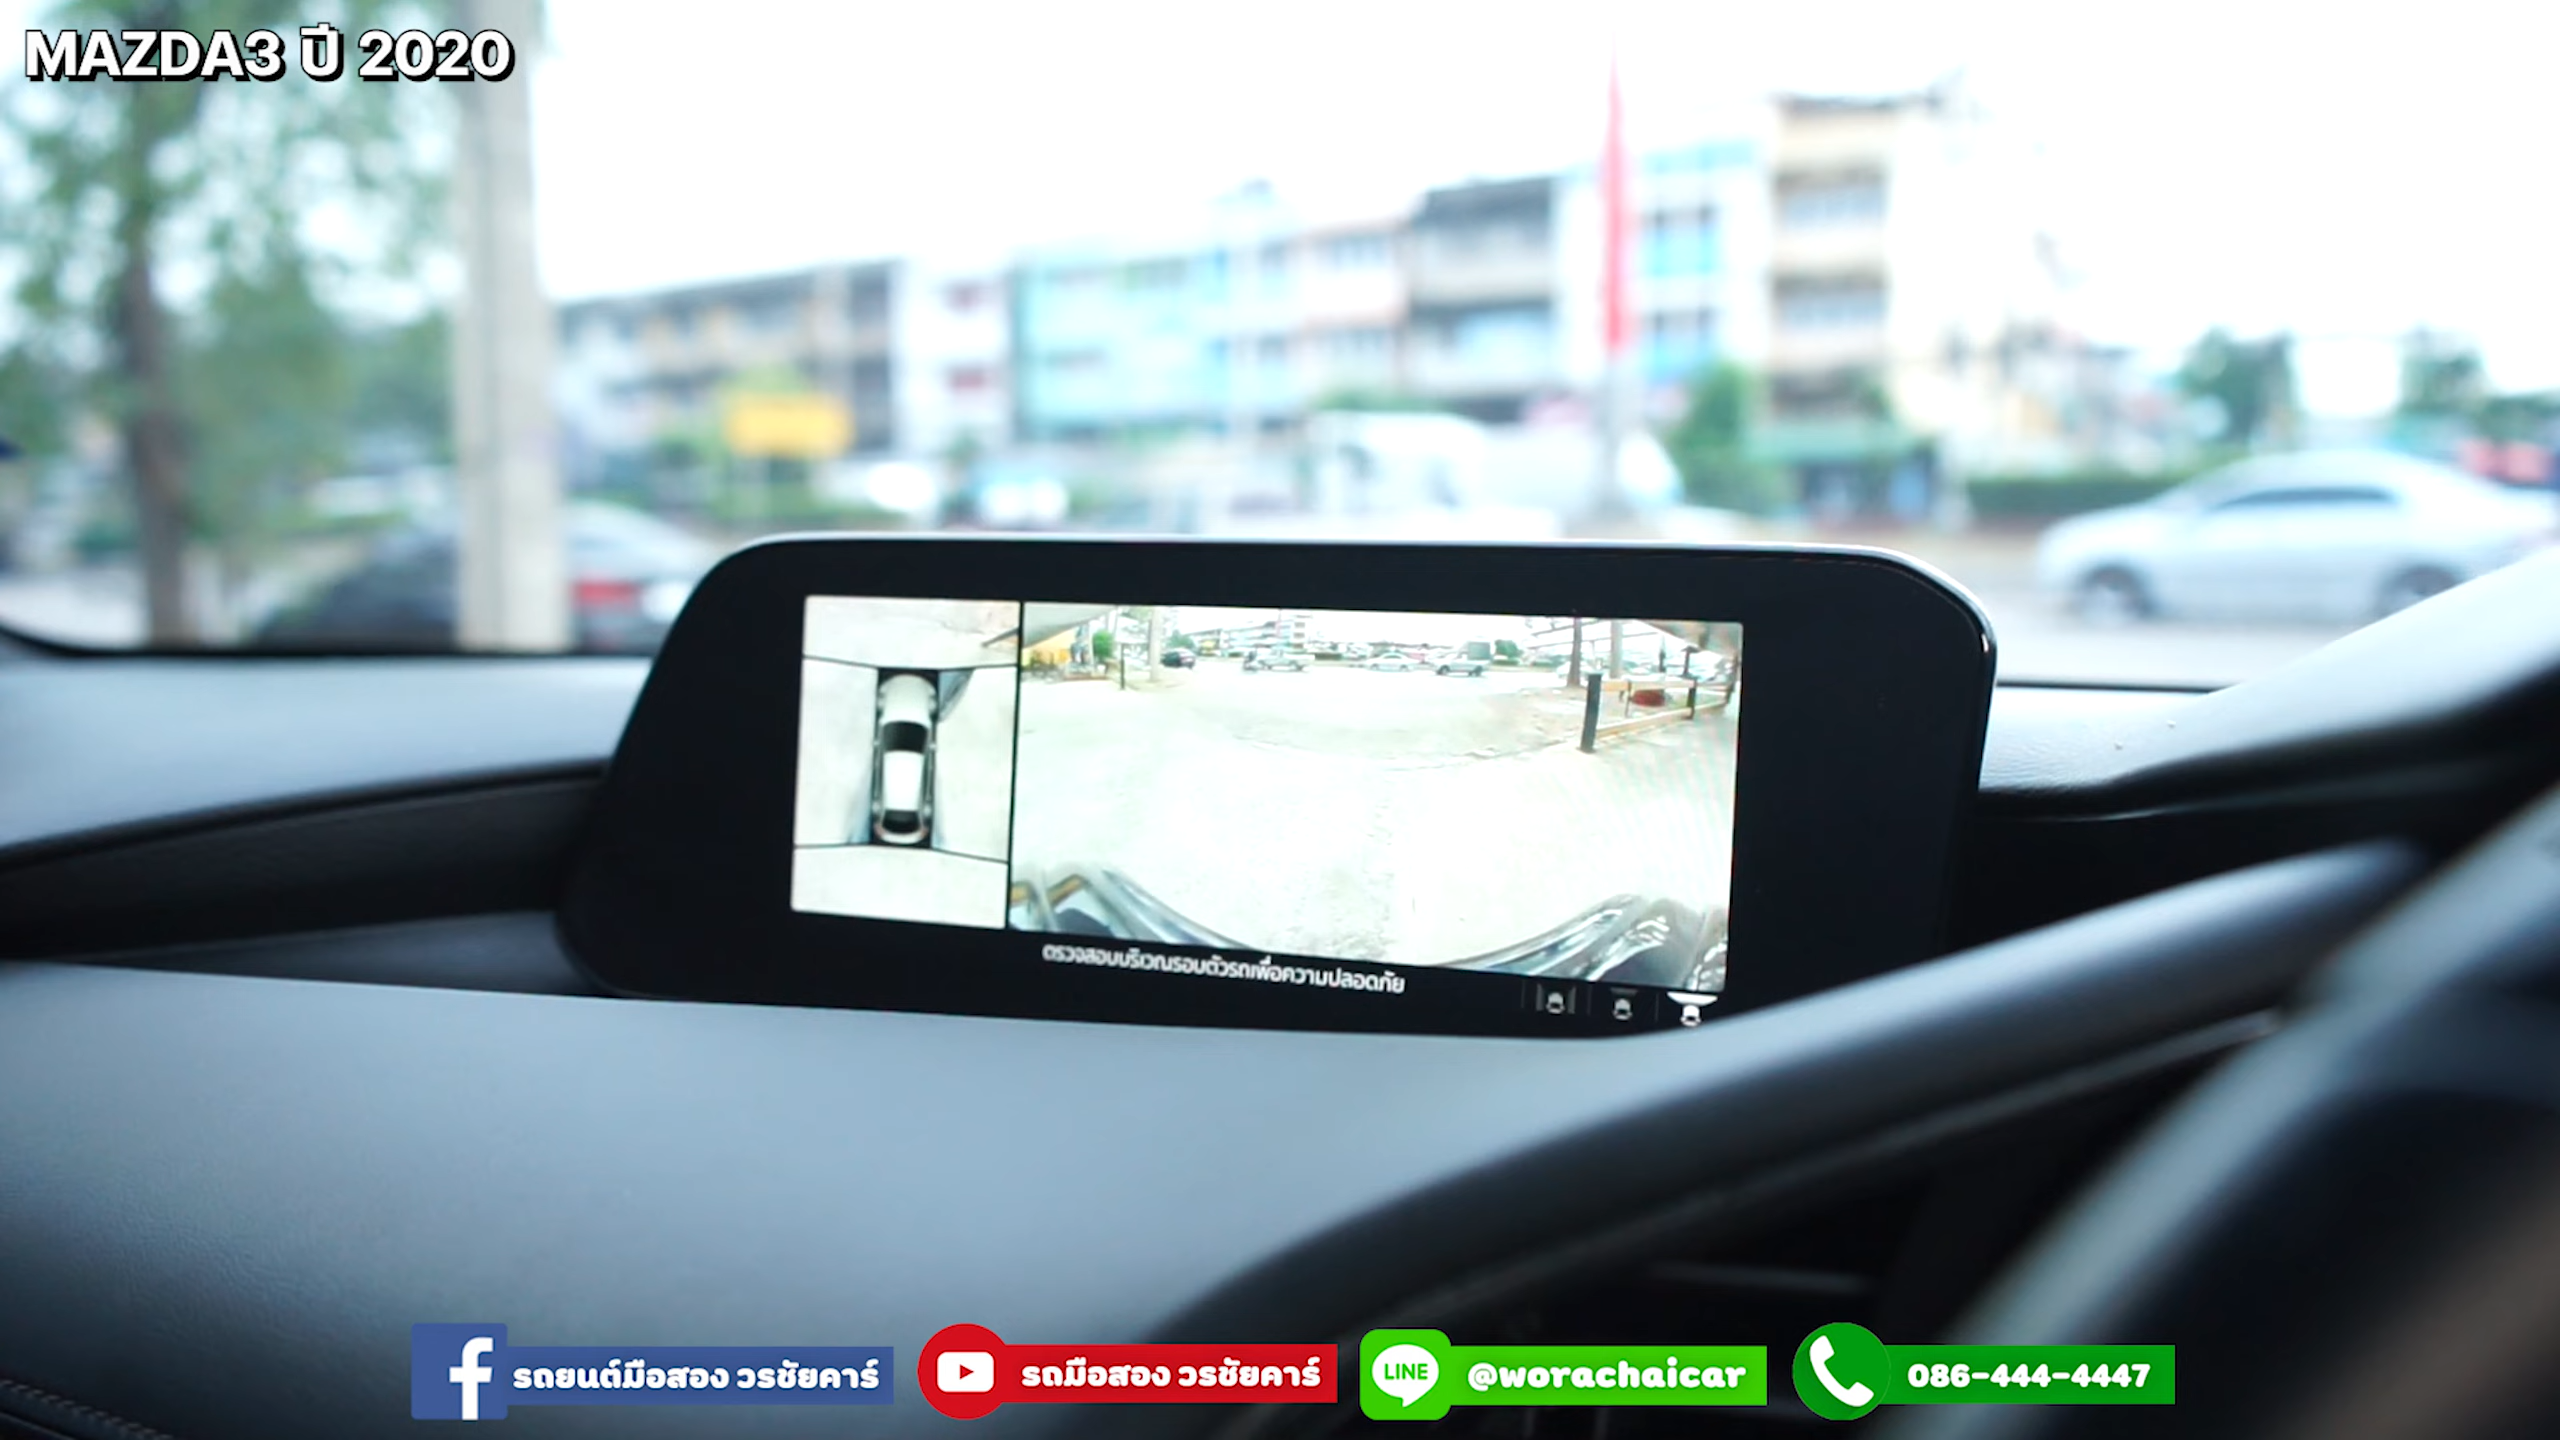 MAZDA3 ปี 2020
ตรวจสอบบริเวณรอบตัวรถเพื่อความปลอดภัย
รถยนต์มือสอง วรชัยคาร์
รถมือสอง วรชัยคาร์
LINE
@worachaicar
086-444-4447